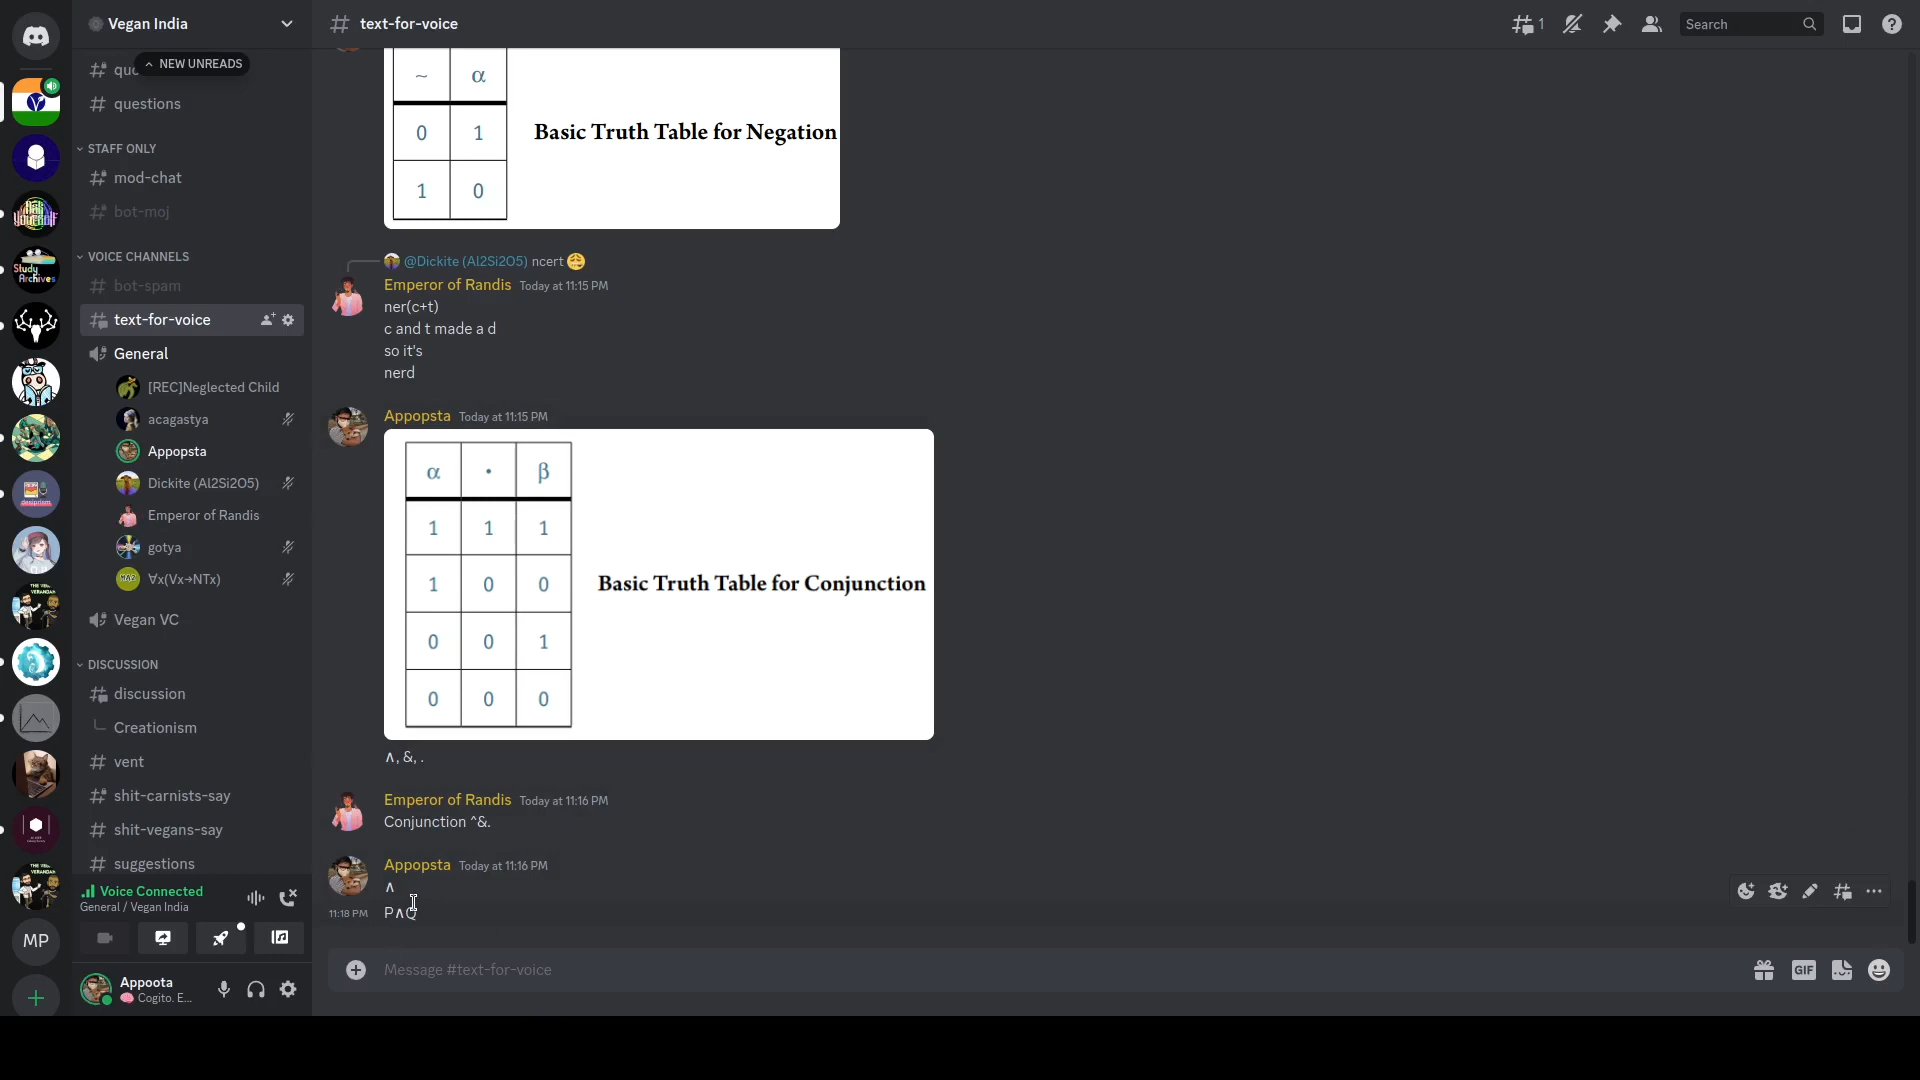 Vegan India
NEW UNREADS
questions
STAFF ONLY
mod-chat
bot-moj
VOICE CHANNELS
bot-spam
text-for-voice
General
[REC]Neglected Child
acagastya
Appopsta
Dickite (Al2Si2O5)
Emperor of Randis
gotya
∀x(Vx→NTx)
Vegan VC
DISCUSSION
discussion
Creationism
vent
shit-carnists-say
shit-vegans-say
suggestions
Voice Connected
General / Vegan India
Appoota
Cogito. E...
MP
Study
Archives
# text-for-voice
1
Search
~ α
0 1
1 0
Basic Truth Table for Negation
@Dickite (Al2Si2O5) ncert
Emperor of Randis Today at 11:15 PM
ner(c+t)
c and t made a d
so it's
nerd
Appopsta Today at 11:15 PM
α • β
1 1 1
1 0 0
0 0 1
0 0 0
Basic Truth Table for Conjunction
∧, &, .
Emperor of Randis Today at 11:16 PM
Conjunction ^&.
Appopsta Today at 11:16 PM
∧
11:18 PM P∧Q
Message #text-for-voice
GIF